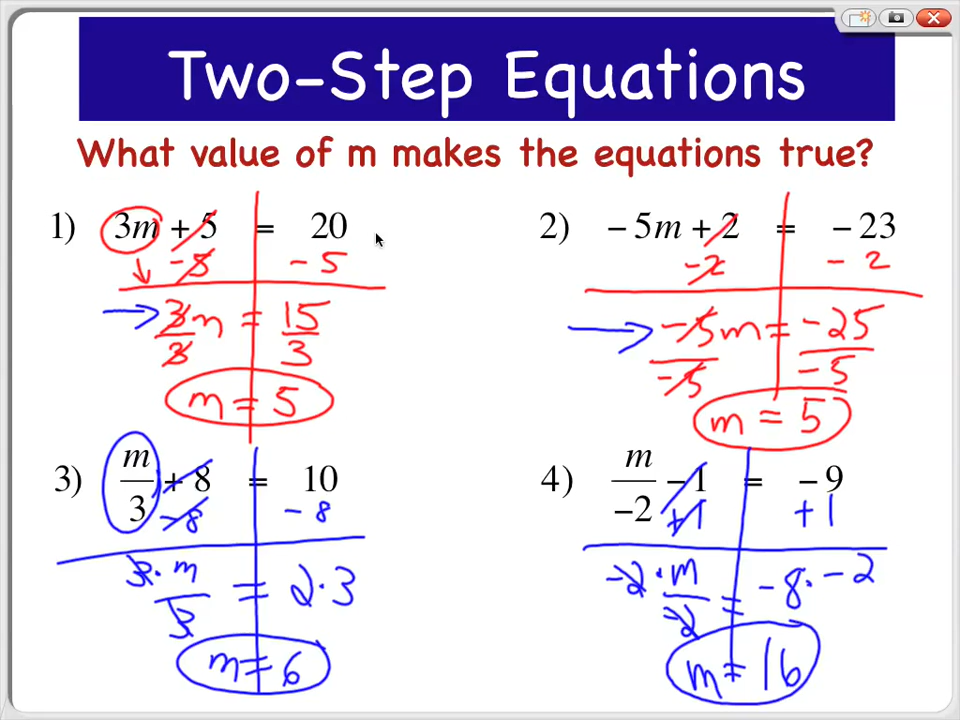 Two-Step Equations
What value of m makes the equations true?
1) 3m + 5 = 20
-5 -5
3m = 15
3 3
m = 5
2) -5m + 2 = -23
-2 -2
-5m = -25
-5 -5
m = 5
3) m/3 + 8 = 10
-8 -8
3 · m = 2 · 3
3
m = 6
4) m/-2 - 1 = -9
+1 +1
-2 · m = -8 · -2
-2
m = 16